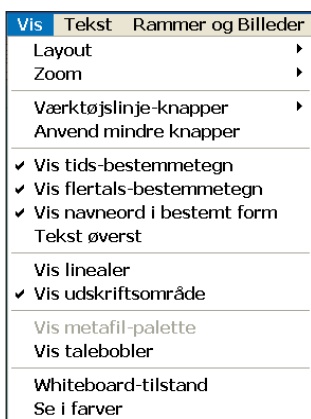 Vis Tekst Rammer og Billeder
Layout
Zoom
Værktøjslinje-knapper
Anvend mindre knapper
Vis tids-bestemmetegn
Vis flertals-bestemmetegn
Vis navneord i bestemt form
Tekst øverst
Vis linealer
Vis udskriftsområde
Vis metafil-palette
Vis talebobler
Whiteboard-tilstand
Se i farver